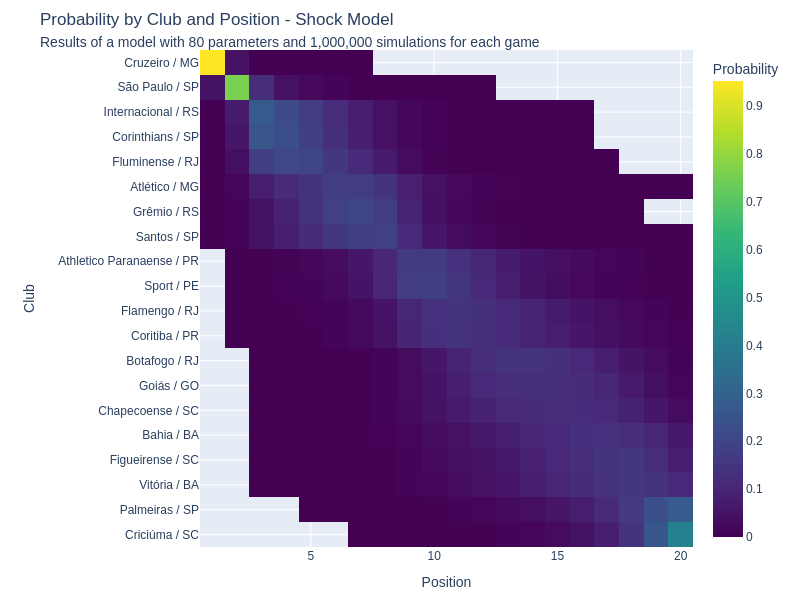 Probability by Club and Position - Shock Model
Results of a model with 80 parameters and 1,000,000 simulations for each game
Probability
Club
Cruzeiro / MG
São Paulo / SP
Internacional / RS
Corinthians / SP
Fluminense / RJ
Atlético / MG
Grêmio / RS
Santos / SP
Athletico Paranaense / PR
Sport / PE
Flamengo / RJ
Coritiba / PR
Botafogo / RJ
Goiás / GO
Chapecoense / SC
Bahia / BA
Figueirense / SC
Vitória / BA
Palmeiras / SP
Criciúma / SC
0.9
0.8
0.7
0.6
0.5
0.4
0.3
0.2
0.1
0
5 10 15 20
Position